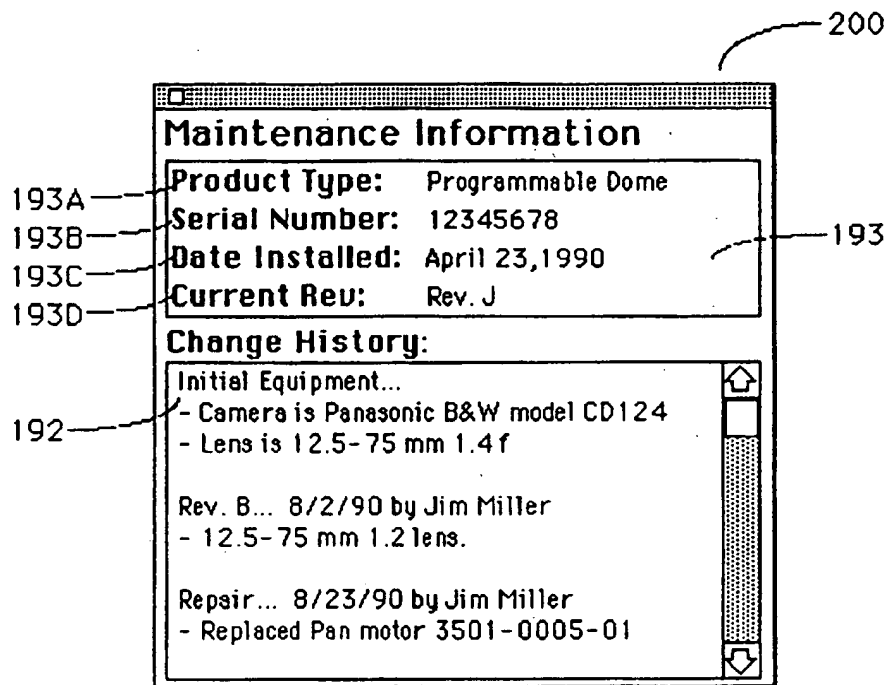 200
Maintenance Information
193A Product Type: Programmable Dome
193B Serial Number: 12345678
193C Date Installed: April 23,1990 193
193D Current Rev: Rev. J
Change History:
Initial Equipment...
192 - Camera is Panasonic B&W model CD124
- Lens is 12.5-75 mm 1.4f
Rev. B... 8/2/90 by Jim Miller
- 12.5-75 mm 1.2 lens.
Repair... 8/23/90 by Jim Miller
- Replaced Pan motor 3501-0005-01